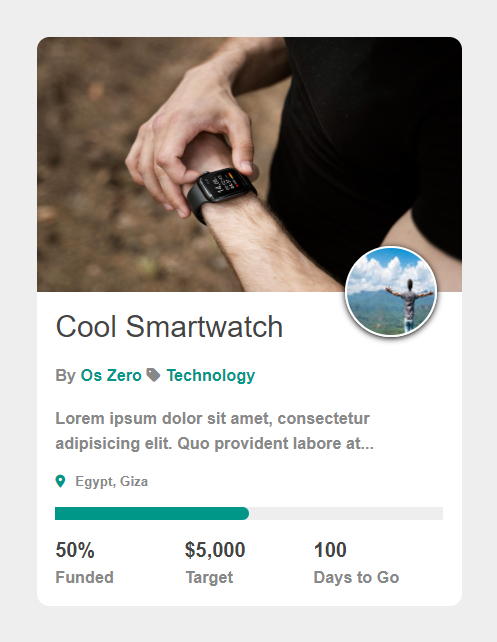 Cool Smartwatch
By Os Zero Technology
Lorem ipsum dolor sit amet, consectetur
adipisicing elit. Quo provident labore at...
Egypt, Giza
50% $5,000 100
Funded Target Days to Go